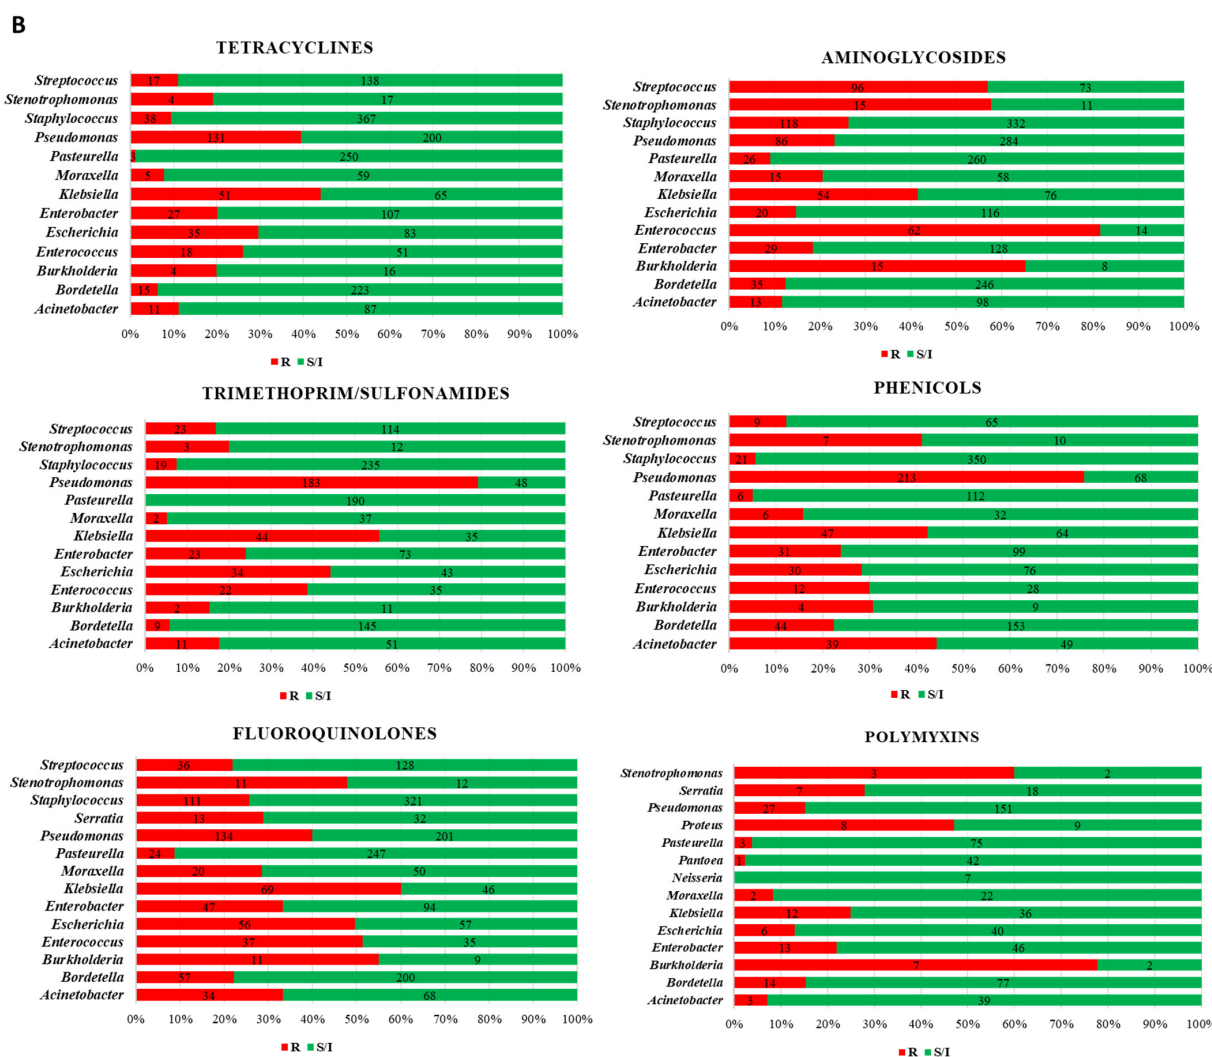 B
TETRACYCLINES
Streptococcus 17 138
Stenotrophomonas 4 17
Staphylococcus 38 367
Pseudomonas 131 200
Pasteurella 3 250
Moraxella 5 59
Klebsiella 51 65
Enterobacter 27 107
Escherichia 35 83
Enterococcus 18 51
Burkholderia 4 16
Bordetella 15 223
Acinetobacter 11 87
0% 10% 20% 30% 40% 50% 60% 70% 80% 90% 100%
R S/I
AMINOGLYCOSIDES
Streptococcus 96 73
Stenotrophomonas 15 11
Staphylococcus 118 332
Pseudomonas 86 284
Pasteurella 26 260
Moraxella 15 58
Klebsiella 54 76
Escherichia 20 116
Enterococcus 62 14
Enterobacter 29 128
Burkholderia 15 8
Bordetella 35 246
Acinetobacter 13 98
0% 10% 20% 30% 40% 50% 60% 70% 80% 90% 100%
R S/I
TRIMETHOPRIM/SULFONAMIDES
Streptococcus 23 114
Stenotrophomonas 3 12
Staphylococcus 19 235
Pseudomonas 183 48
Pasteurella 190
Moraxella 2 37
Klebsiella 44 35
Enterobacter 23 73
Escherichia 34 43
Enterococcus 22 35
Burkholderia 2 11
Bordetella 9 145
Acinetobacter 11 51
0% 10% 20% 30% 40% 50% 60% 70% 80% 90% 100%
R S/I
PHENICOLS
Streptococcus 9 65
Stenotrophomonas 7 10
Staphylococcus 21 350
Pseudomonas 213 68
Pasteurella 6 112
Moraxella 6 32
Klebsiella 47 64
Enterobacter 31 99
Escherichia 30 76
Enterococcus 12 28
Burkholderia 4 9
Bordetella 44 153
Acinetobacter 39 49
0% 10% 20% 30% 40% 50% 60% 70% 80% 90% 100%
R S/I
FLUOROQUINOLONES
Streptococcus 36 128
Stenotrophomonas 11 12
Staphylococcus 111 321
Serratia 13 32
Pseudomonas 134 201
Pasteurella 24 247
Moraxella 20 50
Klebsiella 69 46
Enterobacter 47 94
Escherichia 56 57
Enterococcus 37 35
Burkholderia 11 9
Bordetella 57 200
Acinetobacter 34 68
0% 10% 20% 30% 40% 50% 60% 70% 80% 90% 100%
R S/I
POLYMYXINS
Stenotrophomonas 3 2
Serratia 7 18
Pseudomonas 27 151
Proteus 8 9
Pasteurella 3 75
Pantoea 1 42
Neisseria 7
Moraxella 2 22
Klebsiella 12 36
Escherichia 6 40
Enterobacter 13 46
Burkholderia 7 2
Bordetella 14 77
Acinetobacter 3 39
0% 10% 20% 30% 40% 50% 60% 70% 80% 90% 100%
R S/I